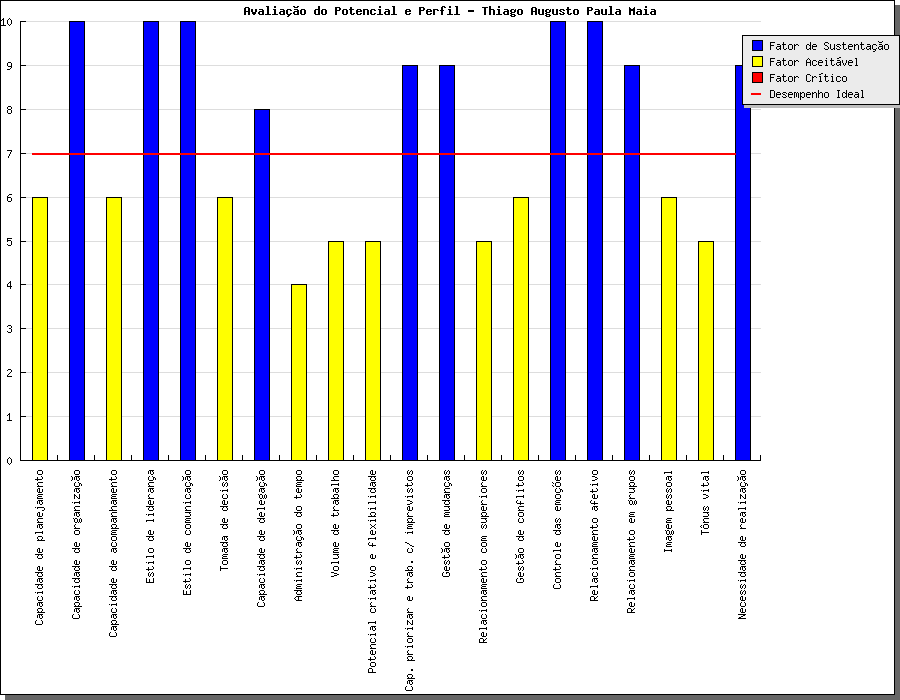 Avaliação do Potencial e Perfil - Thiago Augusto Paula Maia
Fator de Sustentação
Fator Aceitável
Fator Crítico
Desempenho Ideal
10
9
8
7
6
5
4
3
2
1
0
Capacidade de planejamento
Capacidade de organização
Capacidade de acompanhamento
Estilo de liderança
Estilo de comunicação
Tomada de decisão
Capacidade de delegação
Administração do tempo
Volume de trabalho
Potencial criativo e flexibilidade
Cap. priorizar e trab. c/ imprevistos
Gestão de mudanças
Relacionamento com superiores
Gestão de conflitos
Controle das emoções
Relacionamento afetivo
Relacionamento em grupos
Imagem pessoal
Tônus vital
Necessidade de realização